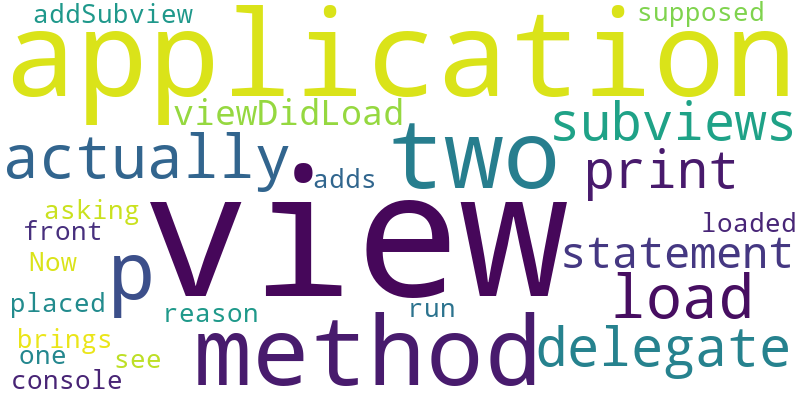 addSubview supposed
application
viewDidLoad subviews
actually two print
adds
view
asking loaded
front statement
Now p load
placed reason run
brings method delegate
one see
console